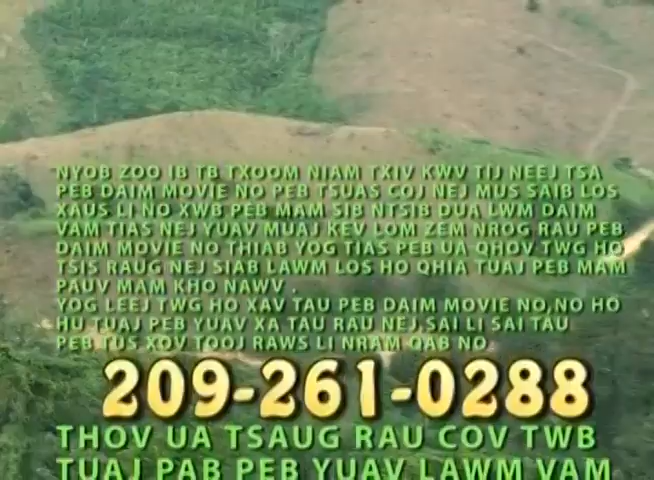 NYOB ZOO IB TB TXOOM NIAM TXIV KWV TIJ NEEJ TSA
PEB DAIM MOVIE NO PEB TSUAS COJ NEJ MUS SAIB LOS
XAUS LI NO XWB PEB MAM SIB NTSIB DUA LWM DAIM
VAM TIAS NEJ YUAV MUAJ KEV LOM ZEM NROG RAU PEB
DAIM MOVIE NO THIAB YOG TIAS PEB UA QHOV TWG HO
TSIS RAUG NEJ SIAB LAWM LOS HO QHIA TUAJ PEB MAM
PAUV MAM KHO NAWV .
YOG LEEJ TWG HO XAV TAU PEB DAIM MOVIE NO,NO HO
HU TUAJ PEB YUAV XA TAU RAU NEJ SAI LI SAI TAU
PEB TUS XOV TOOJ RAWS LI NRAM QAB NO
209-261-0288
THOV UA TSAUG RAU COV TWB
TUAJ PAB PEB YUAV LAWM VAM